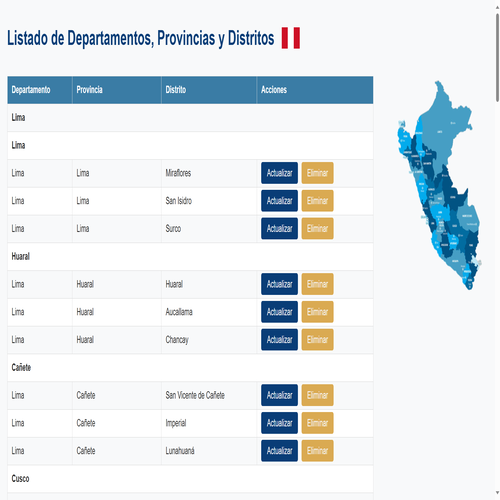 Listado de Departamentos, Provincias y Distritos
Departamento Provincia Distrito Acciones
Lima
Lima
Lima Lima Miraflores Actualizar Eliminar
Lima Lima San Isidro Actualizar Eliminar
Lima Lima Surco Actualizar Eliminar
Huaral
Lima Huaral Huaral Actualizar Eliminar
Lima Huaral Aucallama Actualizar Eliminar
Lima Huaral Chancay Actualizar Eliminar
Cañete
Lima Cañete San Vicente de Cañete Actualizar Eliminar
Lima Cañete Imperial Actualizar Eliminar
Lima Cañete Lunahuaná Actualizar Eliminar
Cusco